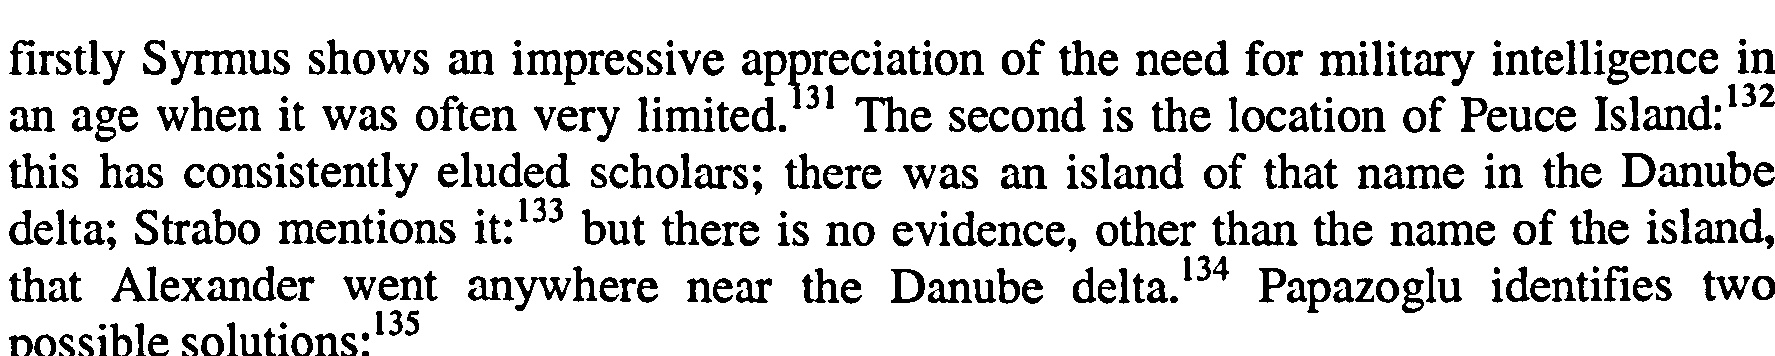 firstly Syrmus shows an impressive appreciation of the need for military intelligence in
an age when it was often very limited.131 The second is the location of Peuce Island:132
this has consistently eluded scholars; there was an island of that name in the Danube
delta; Strabo mentions it:133 but there is no evidence, other than the name of the island,
that Alexander went anywhere near the Danube delta.134 Papazoglu identifies two
possible solutions:135